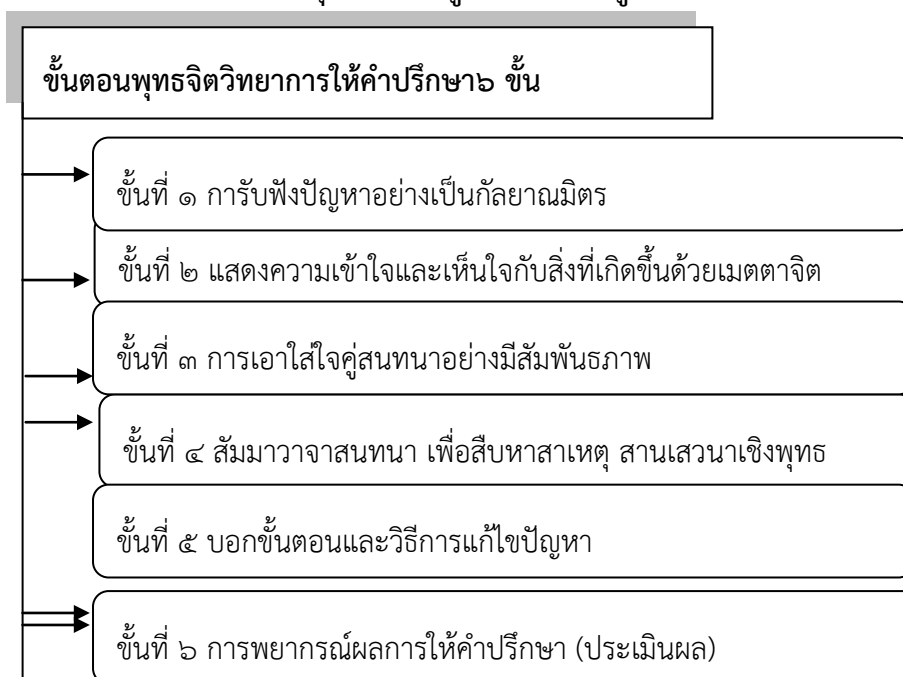 ขั้นตอนพุทธจิตวิทยาการให้คำปรึกษา๖ ขั้น
ขั้นที่ ๑ การับฟังปัญหาอย่างเป็นกัลยาณมิตร
ขั้นที่ ๒ แสดงความเข้าใจและเห็นใจกับสิ่งที่เกิดขึ้นด้วยเมตตาจิต
ขั้นที่ ๓ การเอาใส่ใจคู่สนทนาอย่างมีสัมพันธภาพ
ขั้นที่ ๔ สัมมาวาจาสนทนา เพื่อสืบหาสาเหตุ สานเสวนาเชิงพุทธ
ขั้นที่ ๕ บอกขั้นตอนและวิธีการแก้ไขปัญหา
ขั้นที่ ๖ การพยากรณ์ผลการให้คำปรึกษา (ประเมินผล)